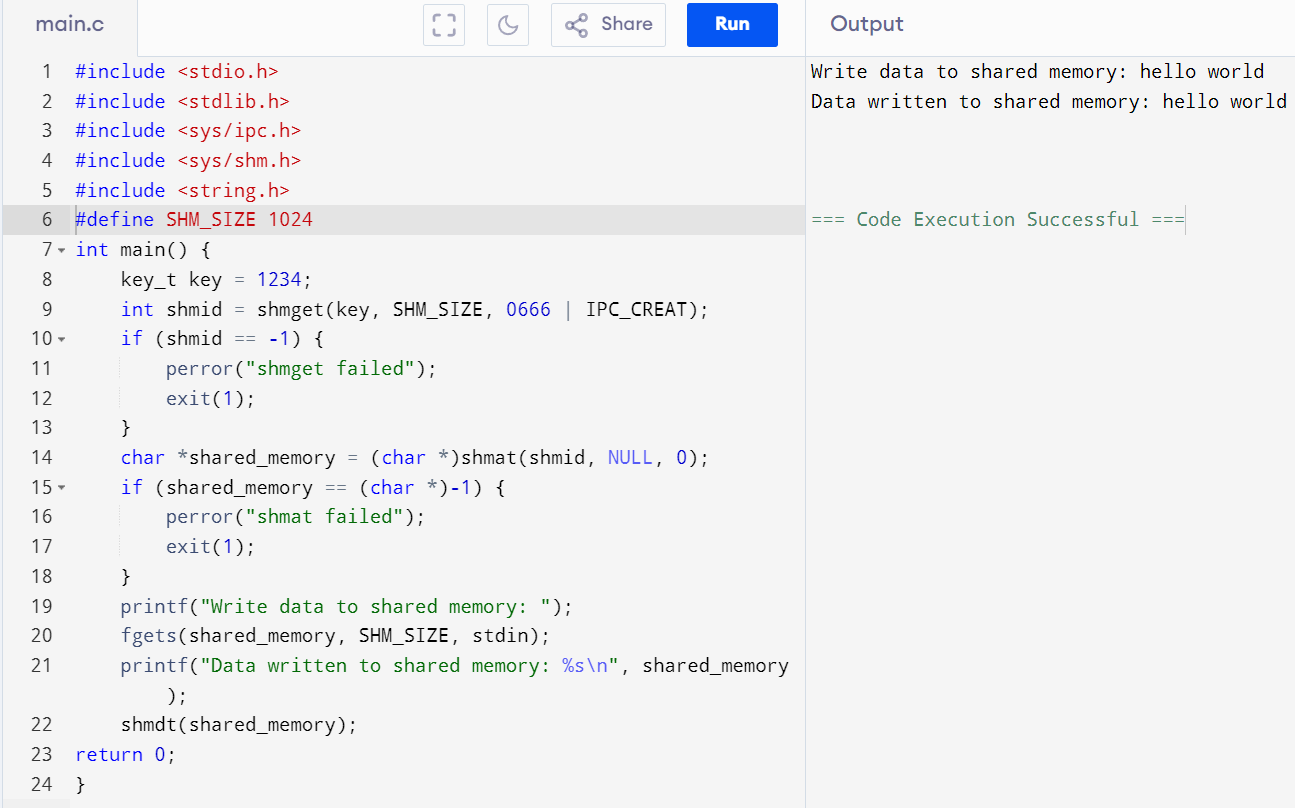 main.c
Share
Run
Output
1 #include <stdio.h>
2 #include <stdlib.h>
3 #include <sys/ipc.h>
4 #include <sys/shm.h>
5 #include <string.h>
6 #define SHM_SIZE 1024
7 int main() {
8     key_t key = 1234;
9     int shmid = shmget(key, SHM_SIZE, 0666 | IPC_CREAT);
10     if (shmid == -1) {
11         perror("shmget failed");
12         exit(1);
13     }
14     char *shared_memory = (char *)shmat(shmid, NULL, 0);
15     if (shared_memory == (char *)-1) {
16         perror("shmat failed");
17         exit(1);
18     }
19     printf("Write data to shared memory: ");
20     fgets(shared_memory, SHM_SIZE, stdin);
21     printf("Data written to shared memory: %s\n", shared_memory
        );
22     shmdt(shared_memory);
23 return 0;
24 }
Write data to shared memory: hello world
Data written to shared memory: hello world
=== Code Execution Successful ===